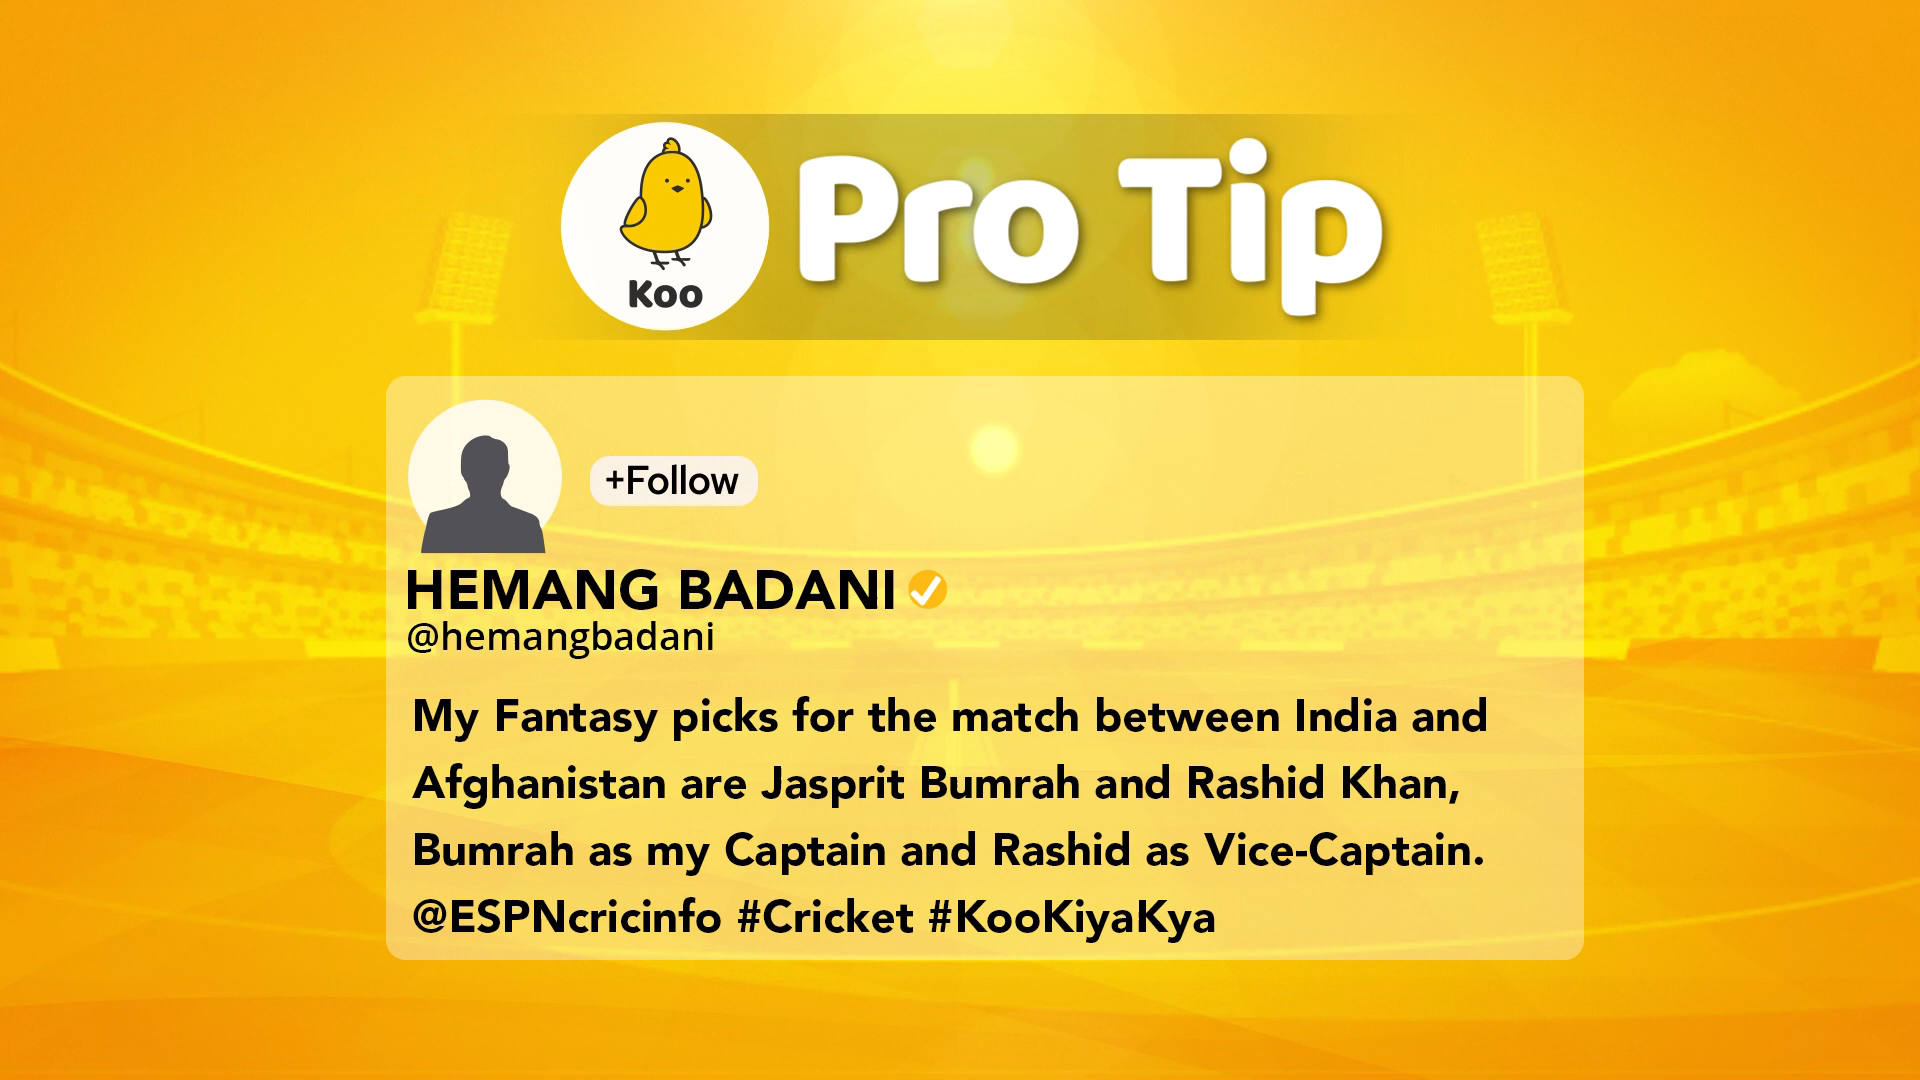 Koo
Pro Tip
+Follow
HEMANG BADANI
@hemangbadani
My Fantasy picks for the match between India and
Afghanistan are Jasprit Bumrah and Rashid Khan,
Bumrah as my Captain and Rashid as Vice-Captain.
@ESPNcricinfo #Cricket #KooKiyaKya